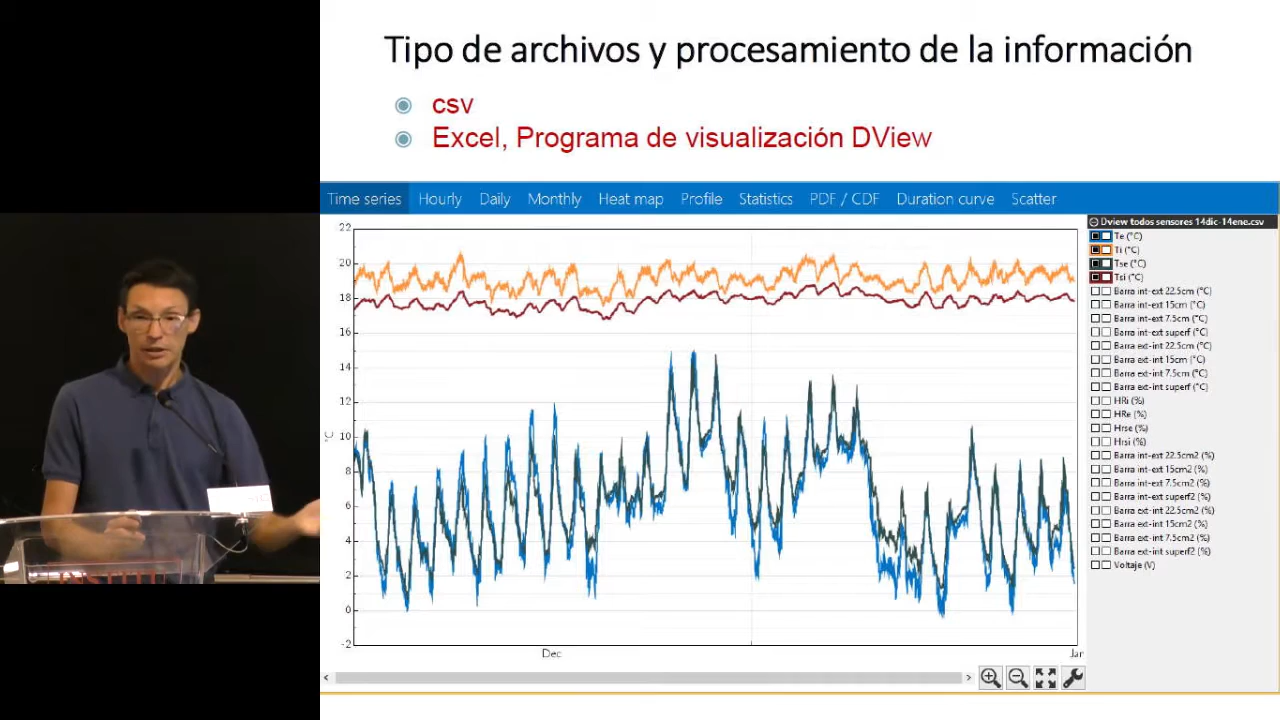 Tipo de archivos y procesamiento de la información
csv
Excel, Programa de visualización DView
Time series Hourly Daily Monthly Heat map Profile Statistics PDF / CDF Duration curve Scatter
Dview todos sensores 14dic-14ene.csv
Te (°C)
Ti (°C)
Tse (°C)
Tsi (°C)
Barra int-ext 22.5cm (°C)
Barra int-ext 15cm (°C)
Barra int-ext 7.5cm (°C)
Barra int-ext superf (°C)
Barra ext-int 22.5cm (°C)
Barra ext-int 15cm (°C)
Barra ext-int 7.5cm (°C)
Barra ext-int superf (°C)
HRi (%)
HRe (%)
Hrse (%)
Hrsi (%)
Barra int-ext 22.5cm2 (%)
Barra int-ext 15cm2 (%)
Barra int-ext 7.5cm2 (%)
Barra int-ext superf2 (%)
Barra ext-int 22.5cm2 (%)
Barra ext-int 15cm2 (%)
Barra ext-int 7.5cm2 (%)
Barra ext-int superf2 (%)
Voltaje (V)
22
20
18
16
14
12
10
8
6
4
2
0
-2
°C
Dec Jan